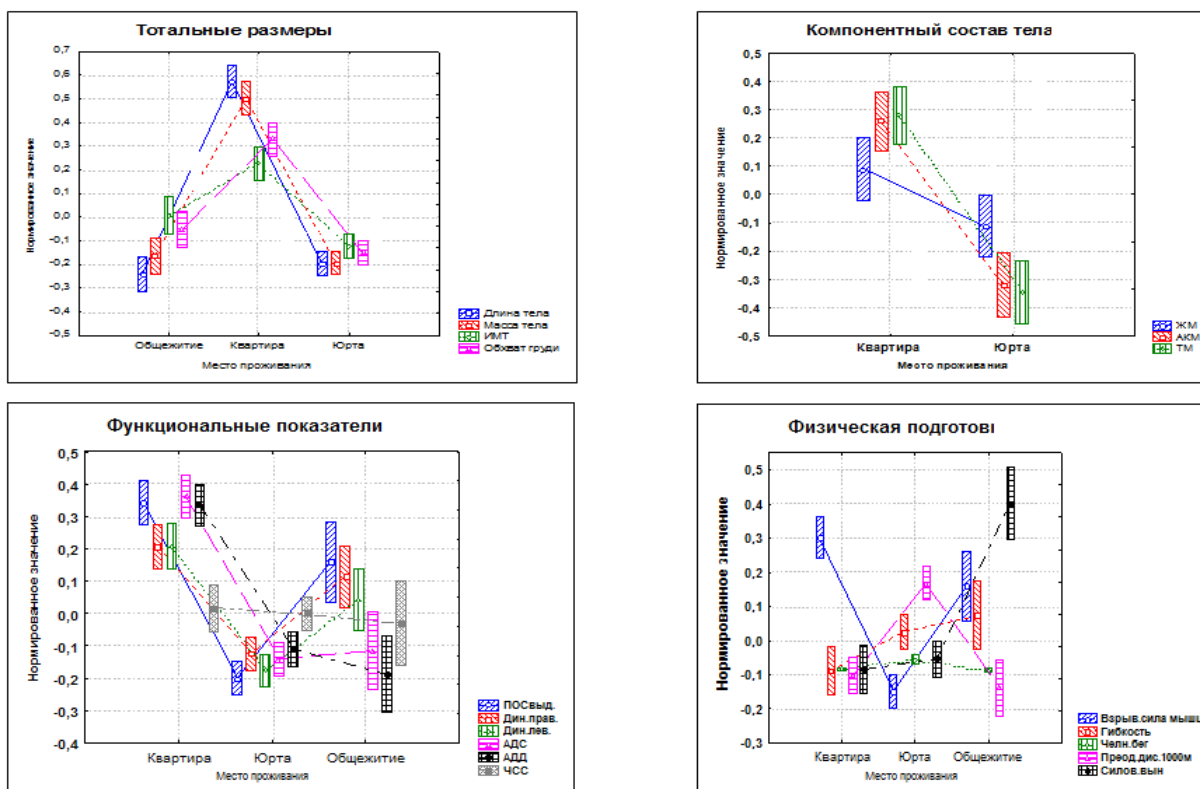 Тотальные размеры
Нормированное значение
0,7
0,6
0,5
0,4
0,3
0,2
0,1
0,0
-0,1
-0,2
-0,3
-0,4
-0,5
Общежитие Квартира Юрта
Место проживания
Длина тела
Масса тела
ИМТ
Обхват груди
Компонентный состав тела
Нормированное значение
0,5
0,4
0,3
0,2
0,1
0,0
-0,1
-0,2
-0,3
-0,4
-0,5
Квартира Юрта
Место проживания
ЖМ
АКМ
ТМ
Функциональные показатели
Нормированное значение
0,5
0,4
0,3
0,2
0,1
0,0
-0,1
-0,2
-0,3
-0,4
Квартира Юрта Общежитие
Место проживания
ПОСвыд.
Дин.прав.
Дин.лев.
АДС
АДД
ЧСС
Физическая подготові
Нормированное значение
0,5
0,4
0,3
0,2
0,1
0,0
-0,1
-0,2
-0,3
Квартира Юрта Общежитие
Место проживания
Взрыв.сила мышц
Гибкость
Челн.бег
Преод.дис.1000м
Силов.вын